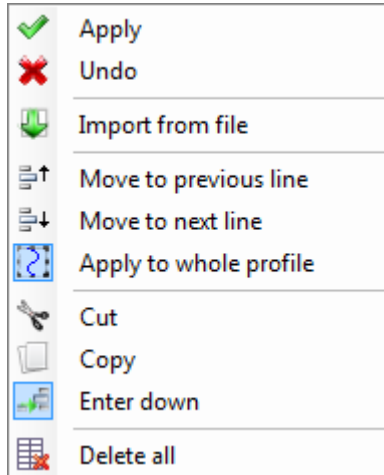 Apply
Undo
Import from file
Move to previous line
Move to next line
Apply to whole profile
Cut
Copy
Enter down
Delete all